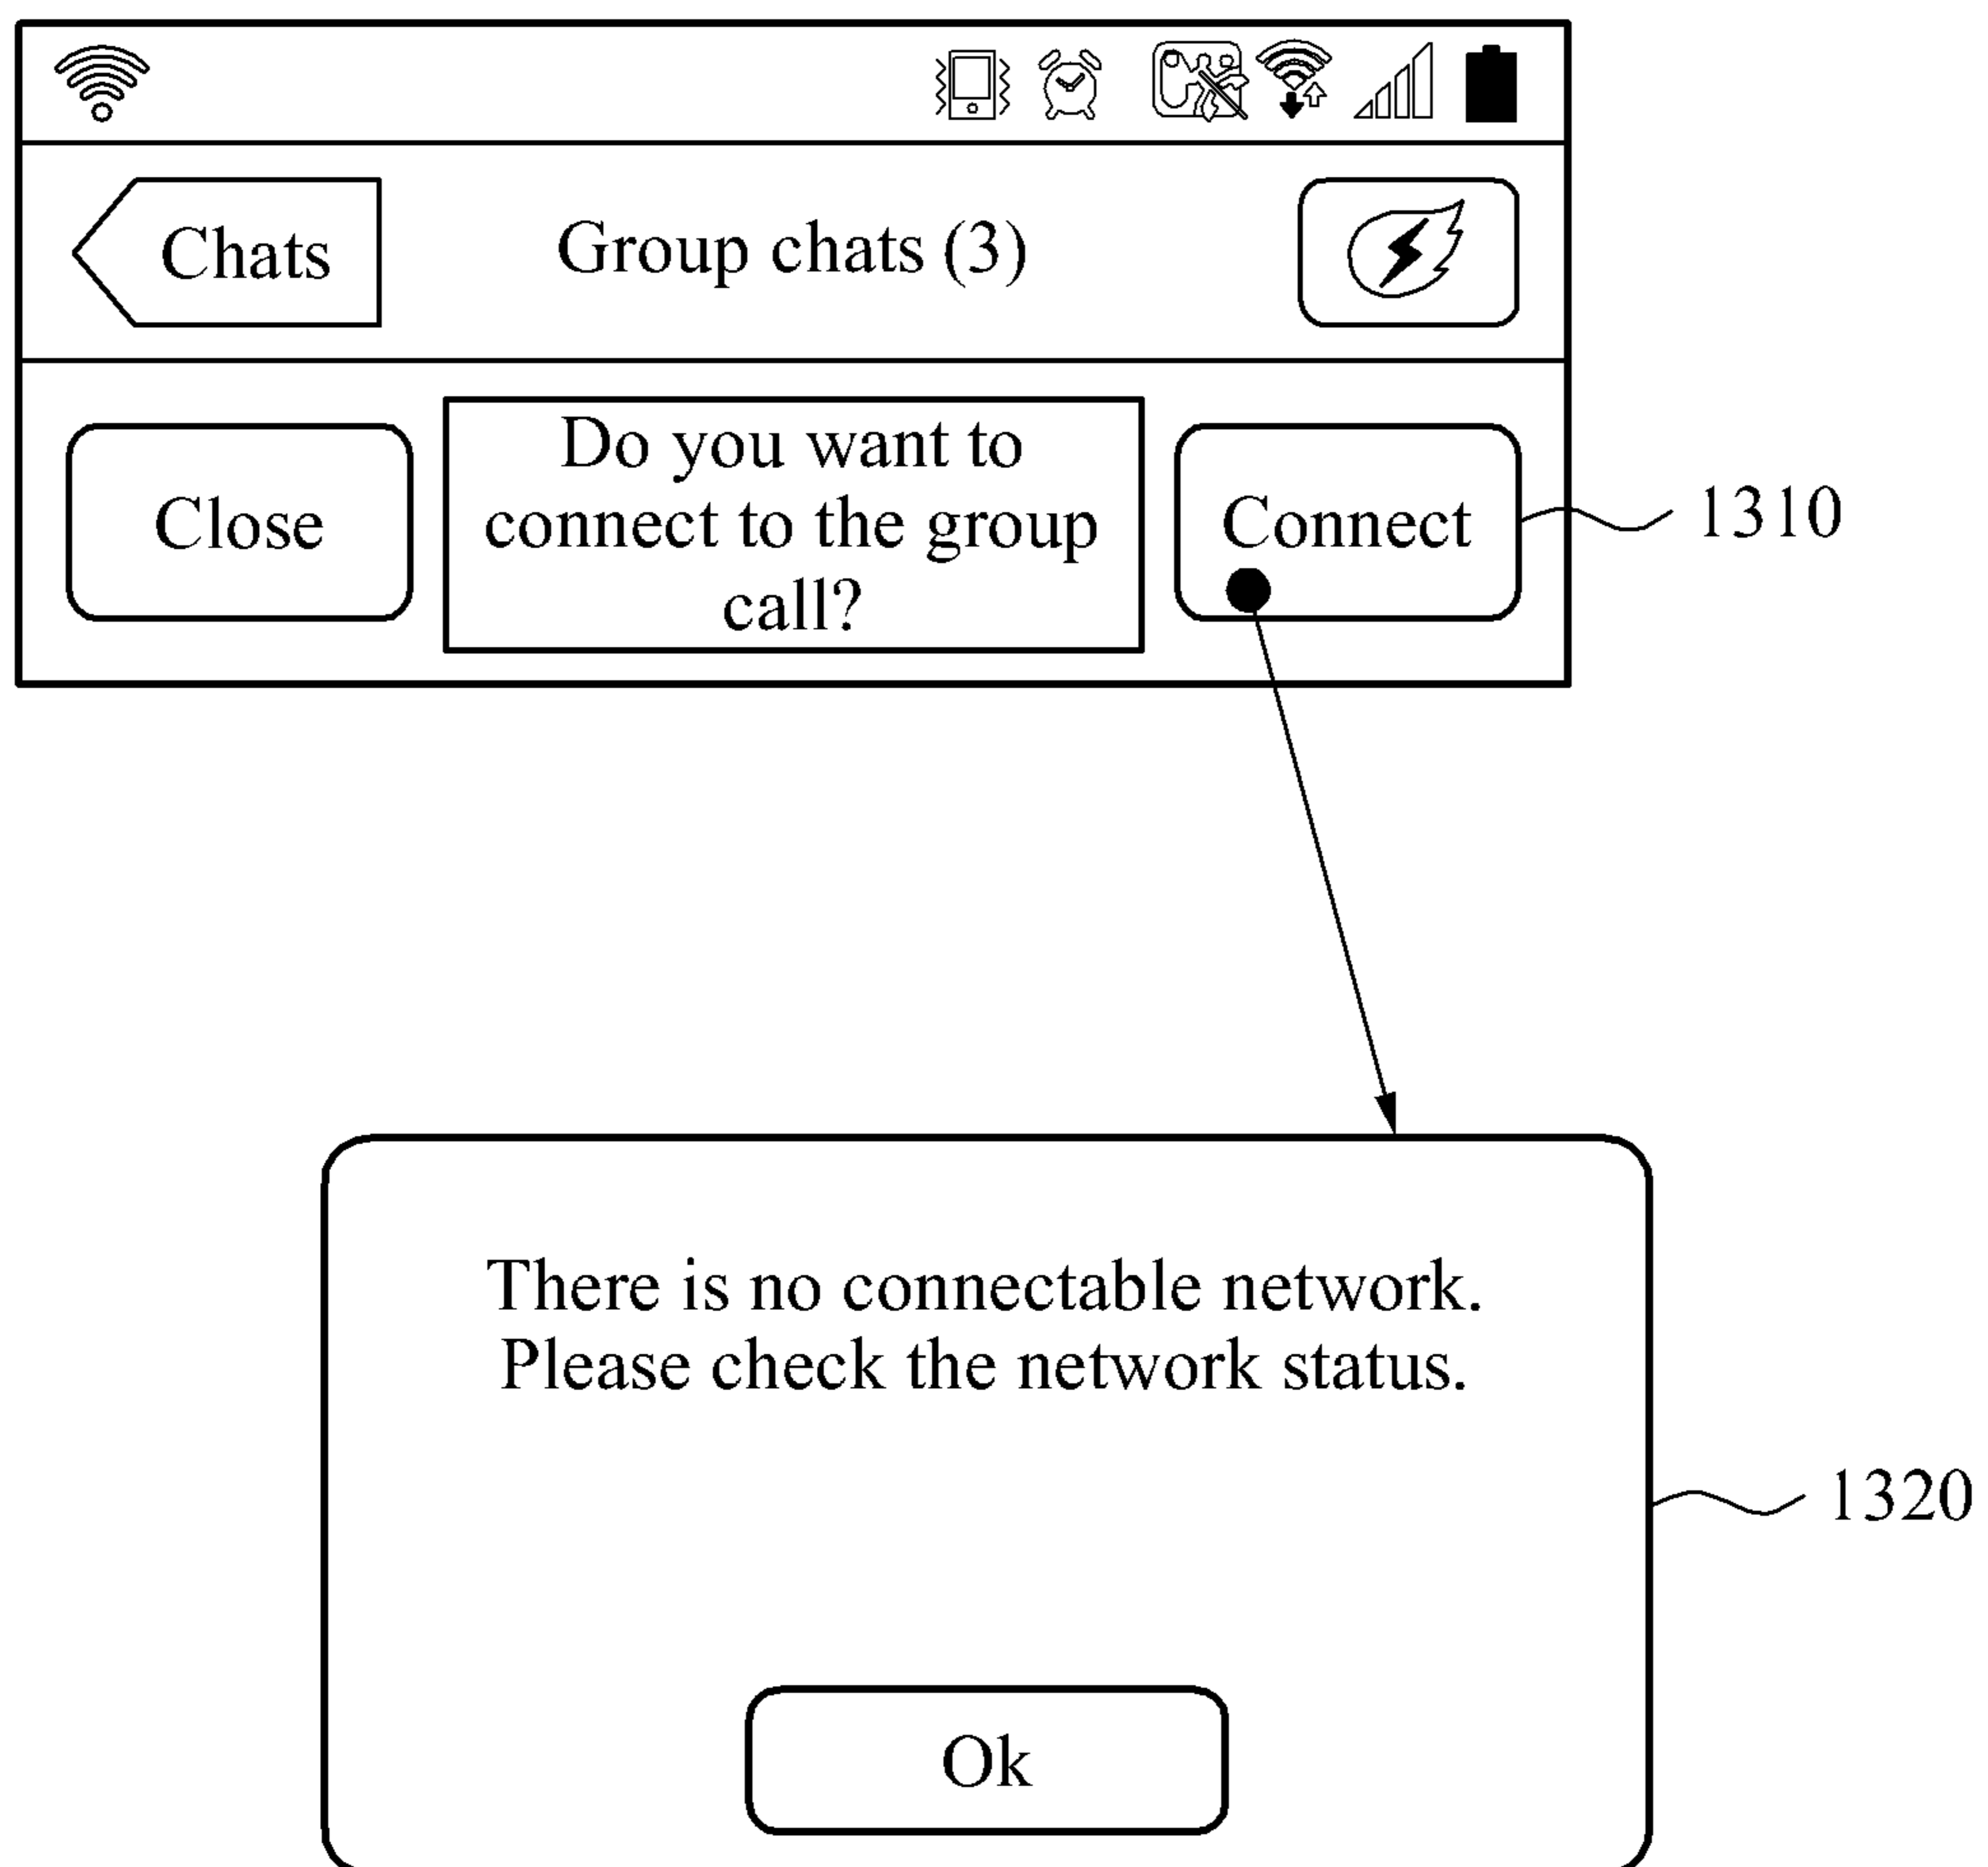 Chats
Group chats (3)
Close
Do you want to
connect to the group
call?
Connect
1310
There is no connectable network.
Please check the network status.
1320
Ok